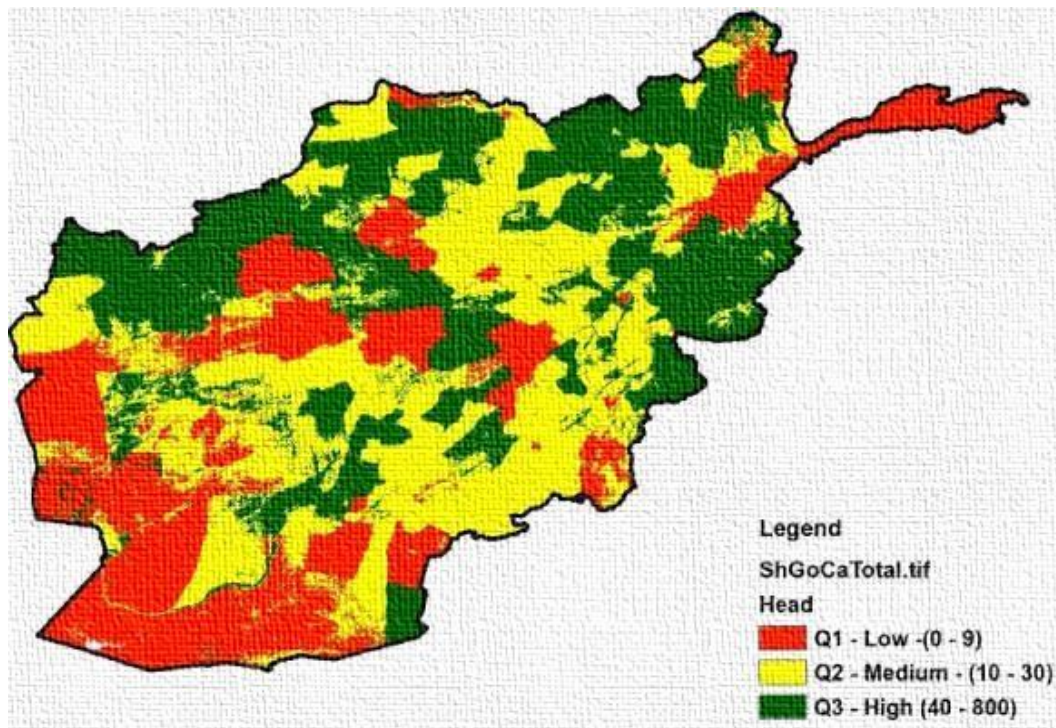 Legend
ShGoCaTotal.tif
Head
Q1 - Low -(0 - 9)
Q2 - Medium - (10 - 30)
Q3 - High (40 - 800)